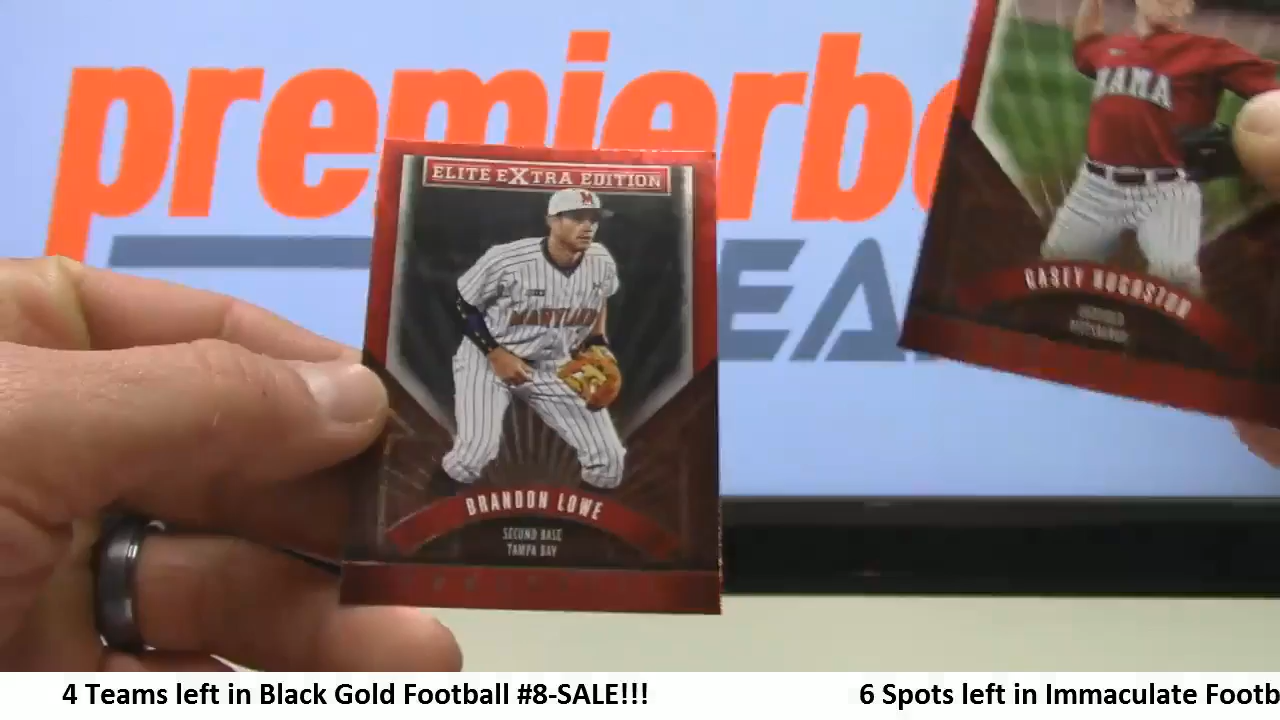 premierb
EA
ELITE EXTRA EDITION
M
MARYLAND
BRANDON LOWE
SECOND BASE
TAMPA BAY
BAMA
CASEY HUGHSTON
4 Teams left in Black Gold Football #8-SALE!!!
6 Spots left in Immaculate Footb